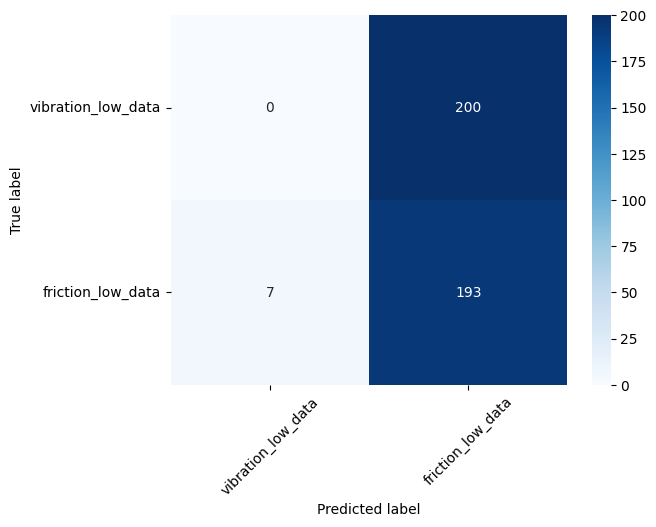 200
175
150
125
100
75
50
25
0
True label
vibration_low_data
0
200
friction_low_data
7
193
vibration_low_data
friction_low_data
Predicted label